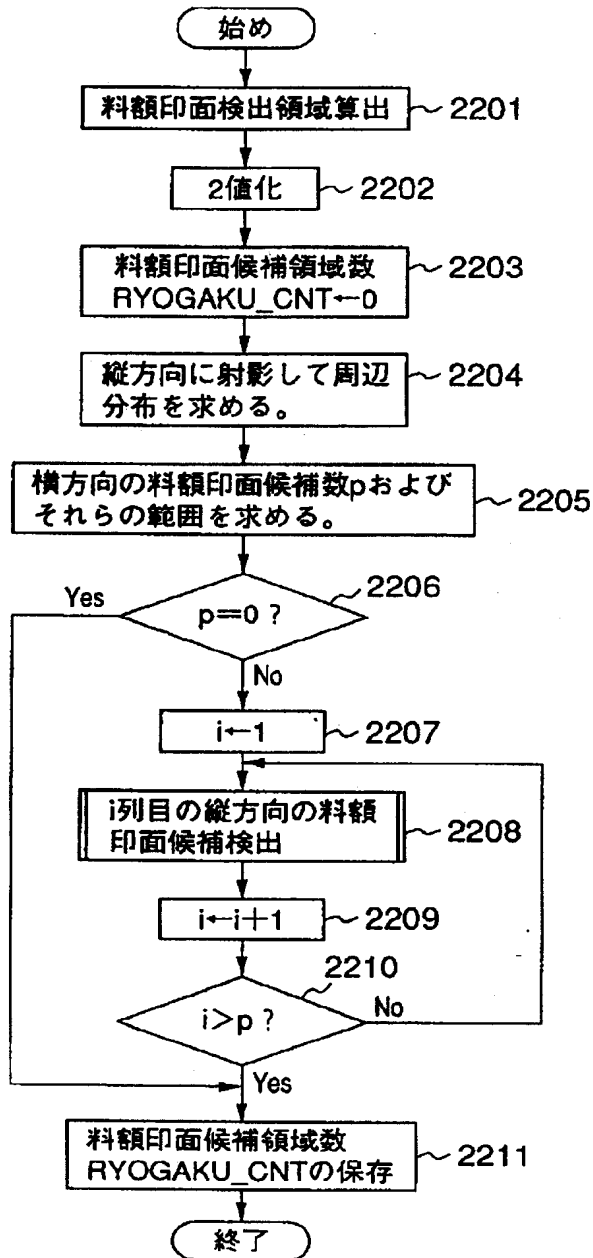 始め
料額印面検出領域算出
2201
2値化
2202
料額印面候補領域数
RYOGAKU_CNT←0
2203
縦方向に射影して周辺
分布を求める。
2204
横方向の料額印面候補数pおよび
それらの範囲を求める。
2205
2206
Yes
p==0 ?
No
i←1
2207
i列目の縦方向の料額
印面候補検出
2208
i←i+1
2209
2210
i>p ?
No
Yes
料額印面候補領域数
RYOGAKU_CNTの保存
2211
終了